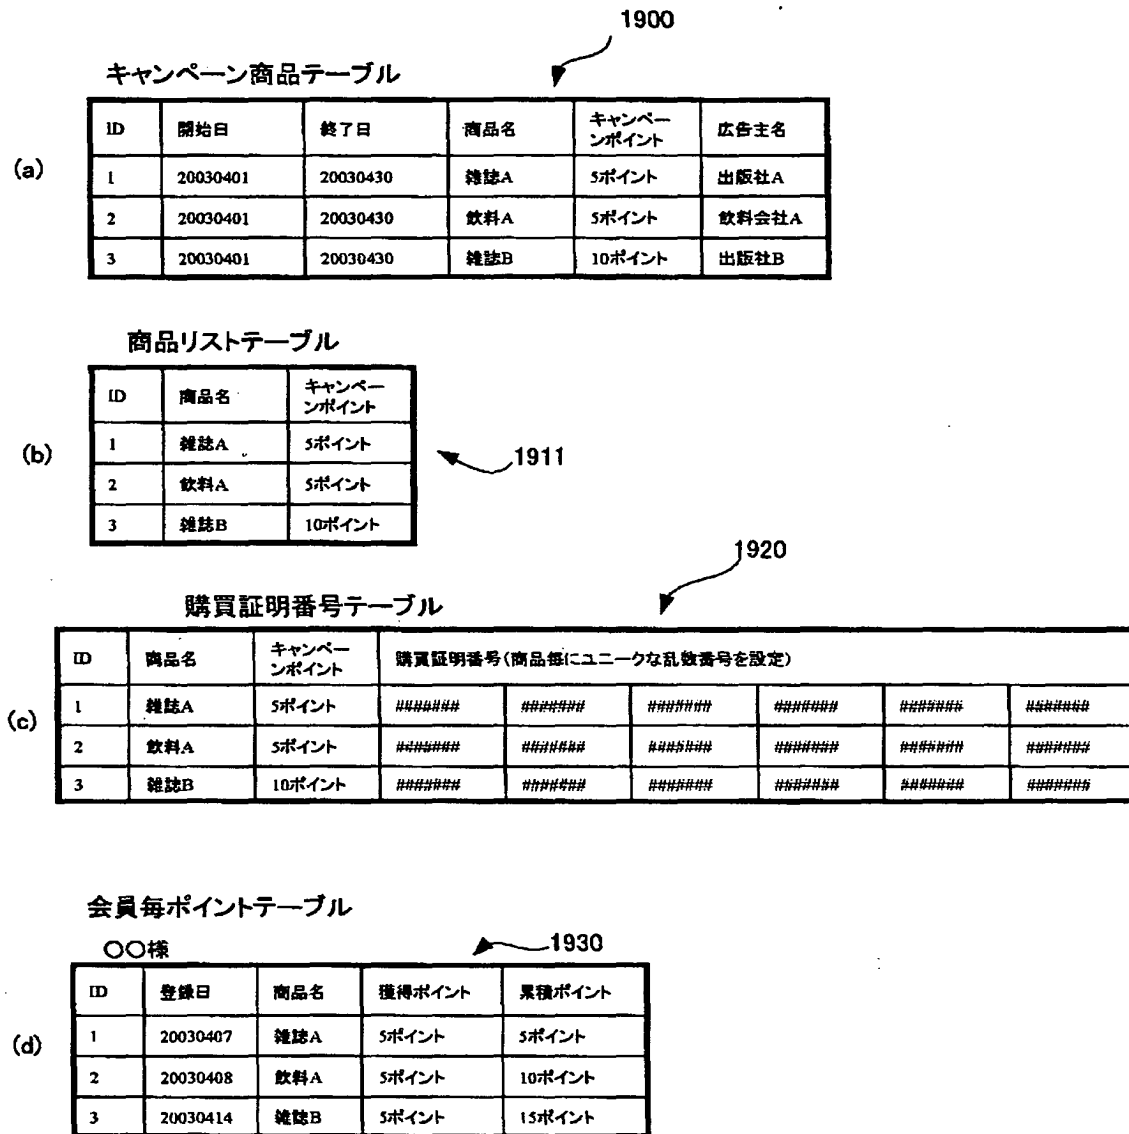 1900
キャンペーン商品テーブル
(a)
ID 開始日 終了日 商品名 キャンペーンポイント 広告主名
1 20030401 20030430 雑誌A 5ポイント 出版社A
2 20030401 20030430 飲料A 5ポイント 飲料会社A
3 20030401 20030430 雑誌B 10ポイント 出版社B
商品リストテーブル
(b)
ID 商品名 キャンペーンポイント
1 雑誌A 5ポイント
2 飲料A 5ポイント
3 雑誌B 10ポイント
1911
1920
購買証明番号テーブル
(c)
ID 商品名 キャンペーンポイント 購買証明番号(商品毎にユニークな乱数番号を設定)
1 雑誌A 5ポイント ####### ####### ####### ####### ####### #######
2 飲料A 5ポイント ####### ####### ####### ####### ####### #######
3 雑誌B 10ポイント ####### ####### ####### ####### ####### #######
会員毎ポイントテーブル
〇〇様
1930
(d)
ID 登録日 商品名 獲得ポイント 累積ポイント
1 20030407 雑誌A 5ポイント 5ポイント
2 20030408 飲料A 5ポイント 10ポイント
3 20030414 雑誌B 5ポイント 15ポイント